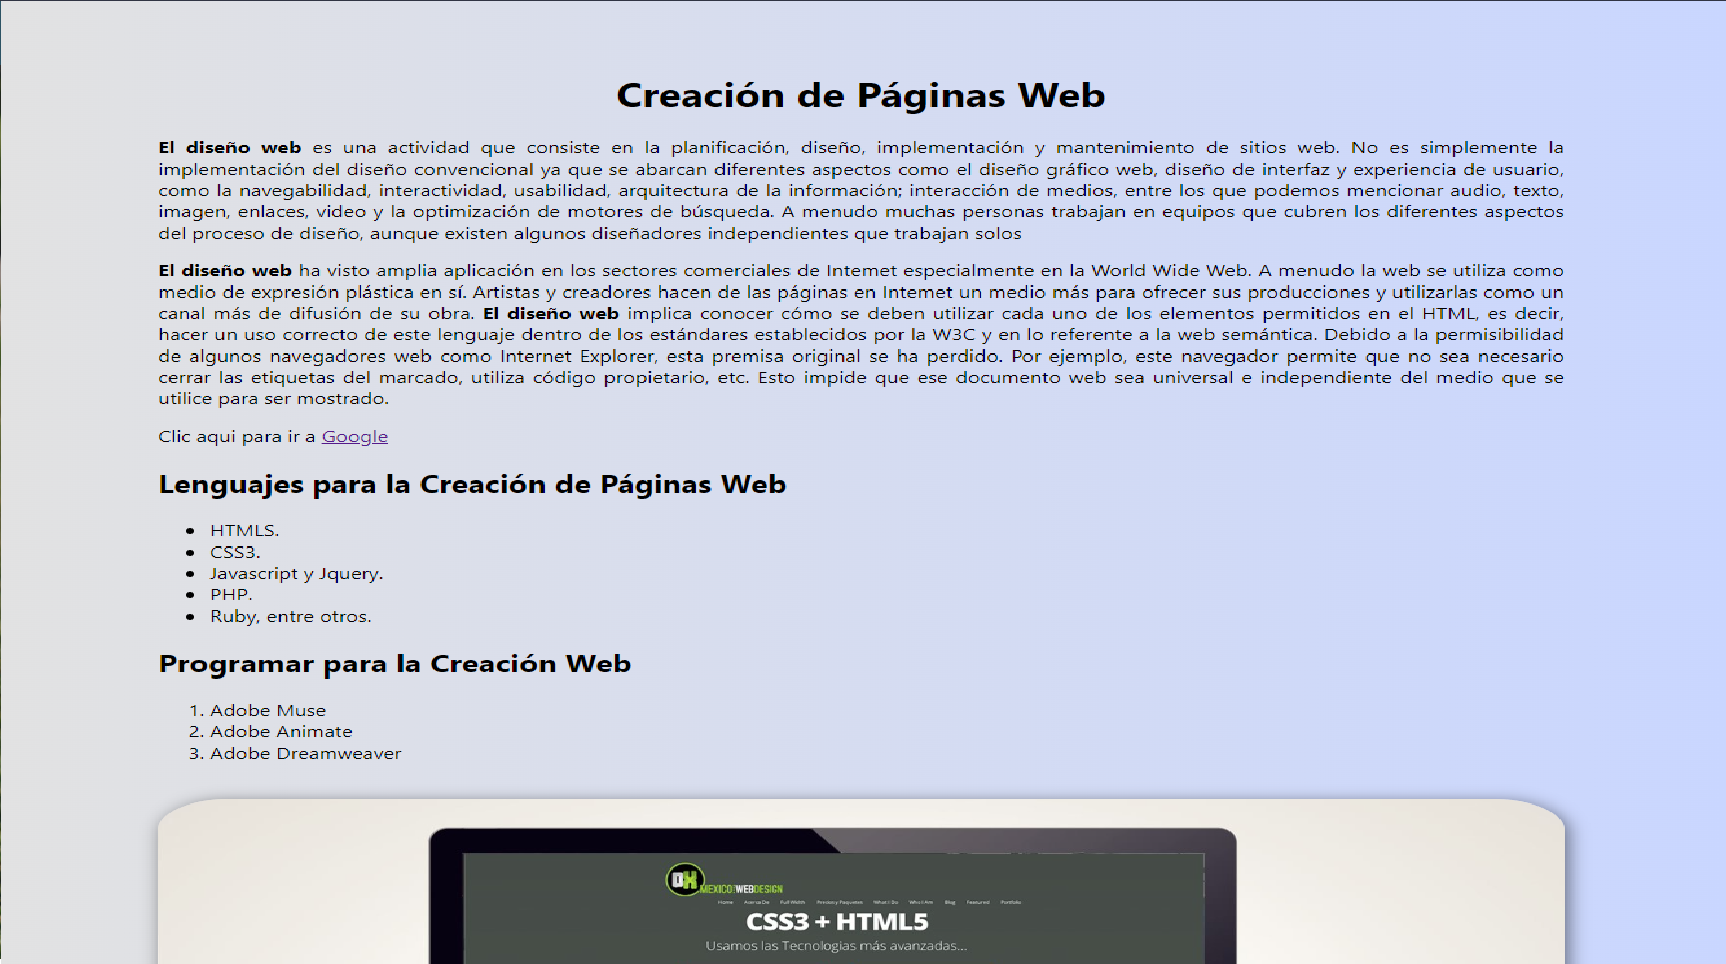 Creación de Páginas Web
El diseño web es una actividad que consiste en la planificación, diseño, implementación y mantenimiento de sitios web. No es simplemente la
implementación del diseño convencional ya que se abarcan diferentes aspectos como el diseño gráfico web, diseño de interfaz y experiencia de usuario,
como la navegabilidad, interactividad, usabilidad, arquitectura de la información; interacción de medios, entre los que podemos mencionar audio, texto,
imagen, enlaces, video y la optimización de motores de búsqueda. A menudo muchas personas trabajan en equipos que cubren los diferentes aspectos
del proceso de diseño, aunque existen algunos diseñadores independientes que trabajan solos
El diseño web ha visto amplia aplicación en los sectores comerciales de Internet especialmente en la World Wide Web. A menudo la web se utiliza como
medio de expresión plástica en sí. Artistas y creadores hacen de las páginas en Internet un medio más para ofrecer sus producciones y utilizarlas como un
canal más de difusión de su obra. El diseño web implica conocer cómo se deben utilizar cada uno de los elementos permitidos en el HTML, es decir,
hacer un uso correcto de este lenguaje dentro de los estándares establecidos por la W3C y en lo referente a la web semántica. Debido a la permisibilidad
de algunos navegadores web como Internet Explorer, esta premisa original se ha perdido. Por ejemplo, este navegador permite que no sea necesario
cerrar las etiquetas del marcado, utiliza código propietario, etc. Esto impide que ese documento web sea universal e independiente del medio que se
utilice para ser mostrado.
Clic aqui para ir a Google
Lenguajes para la Creación de Páginas Web
• HTML5.
• CSS3.
• Javascript y Jquery.
• PHP.
• Ruby, entre otros.
Programar para la Creación Web
1. Adobe Muse
2. Adobe Animate
3. Adobe Dreamweaver
MEXICO WEBDESIGN
Home Acerca De Full Width Precios y Paquetes What I Do Who I Am Blog Featured Portfolio
CSS3 + HTML5
Usamos las Tecnologias más avanzadas...